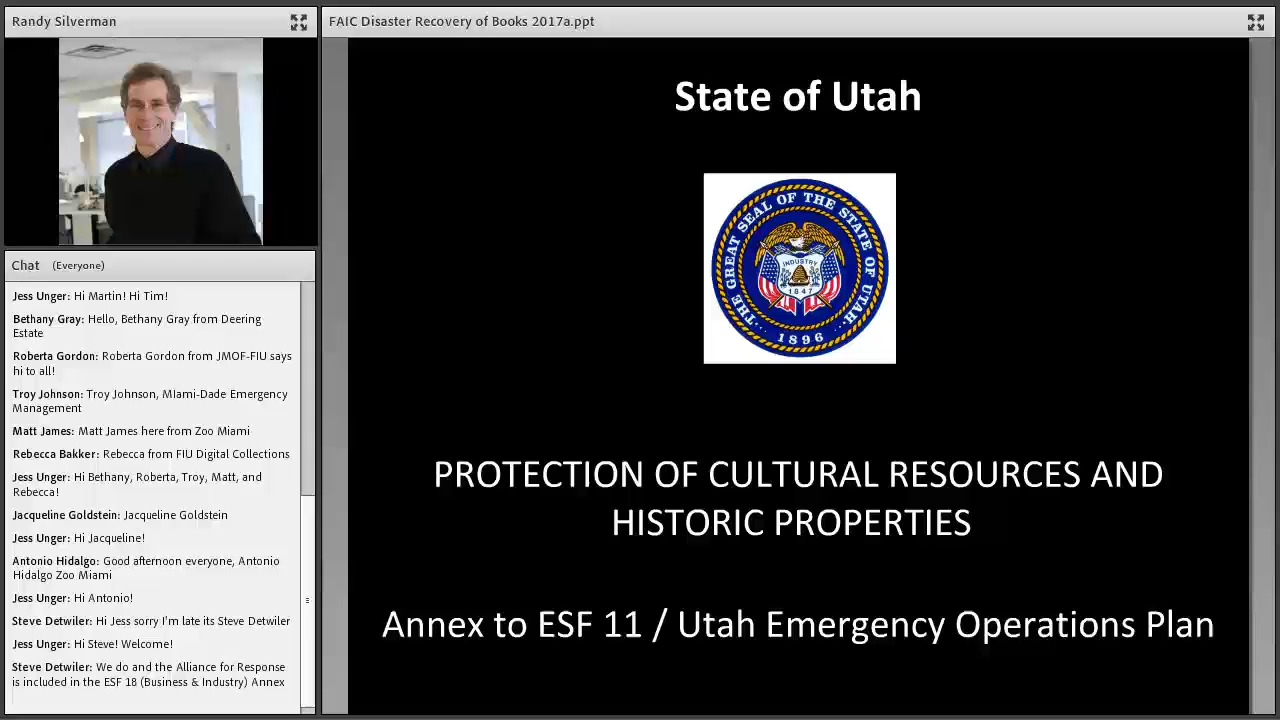 Randy Silverman
FAIC Disaster Recovery of Books 2017a.ppt
Chat (Everyone)
Jess Unger: Hi Martin! Hi Tim!
Bethany Gray: Hello, Bethany Gray from Deering
Estate
Roberta Gordon: Roberta Gordon from JMOF-FIU says
hi to all!
Troy Johnson: Troy Johnson, MIami-Dade Emergency
Management
Matt James: Matt James here from Zoo Miami
Rebecca Bakker: Rebecca from FIU Digital Collections
Jess Unger: Hi Bethany, Roberta, Troy, Matt, and
Rebecca!
Jacqueline Goldstein: Jacqueline Goldstein
Jess Unger: Hi Jacqueline!
Antonio Hidalgo: Good afternoon everyone, Antonio
Hidalgo Zoo Miami
Jess Unger: Hi Antonio!
Steve Detwiler: Hi Jess sorry I'm late its Steve Detwiler
Jess Unger: Hi Steve! Welcome!
Steve Detwiler: We do and the Alliance for Response
is included in the ESF 18 (Business & Industry) Annex
State of Utah
THE GREAT SEAL OF THE STATE OF UTAH
INDUSTRY
1847
1896
PROTECTION OF CULTURAL RESOURCES AND
HISTORIC PROPERTIES
Annex to ESF 11 / Utah Emergency Operations Plan